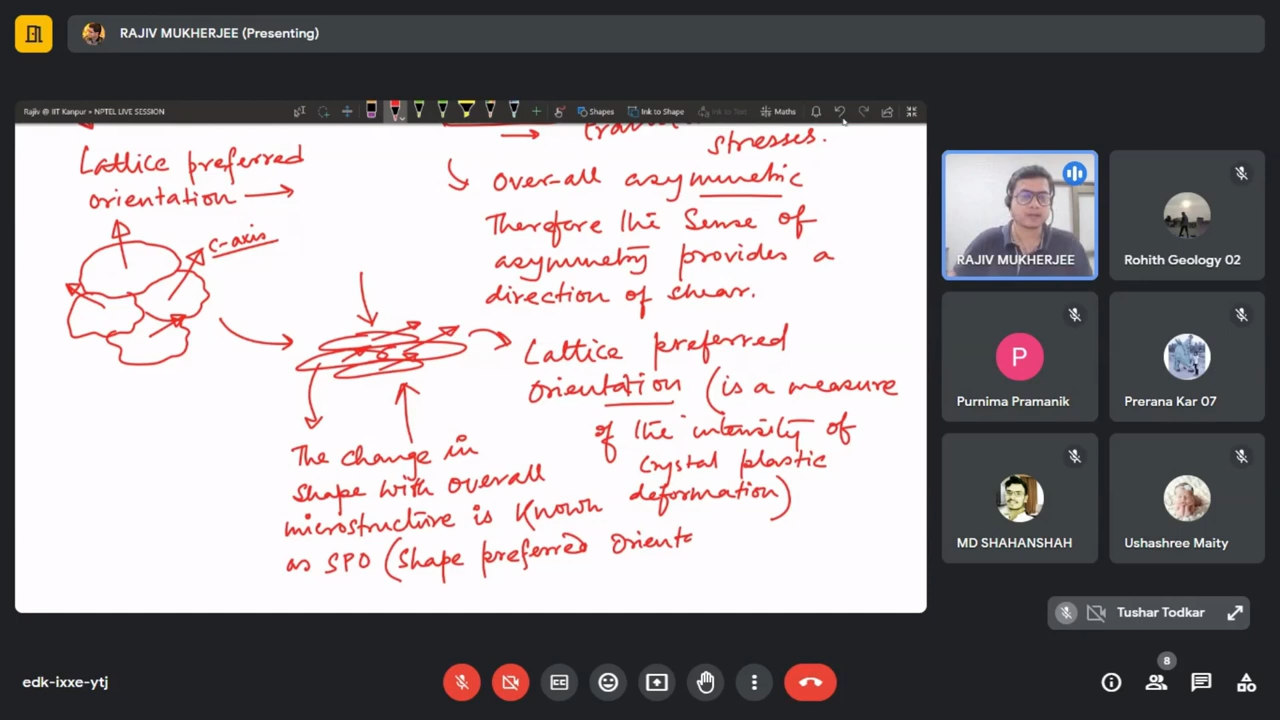 RAJIV MUKHERJEE (Presenting)
Rajiv @ IIT Kanpur » NPTEL LIVE SESSION
Shapes
Ink to Shape
Maths
stresses.
Lattice preferred
orientation →
c-axis
Over-all asymmetric
Therefore the Sense of
asymmetry provides a
direction of shear.
Lattice preferred
Orientation (is a measure
of the intensity of
Crystal plastic
deformation)
The change in
shape with overall
microstructure is known
as SPO (Shape preferred Orient
RAJIV MUKHERJEE
Rohith Geology 02
P
Purnima Pramanik
Prerana Kar 07
MD SHAHANSHAH
Ushashree Maity
Tushar Todkar
edk-ixxe-ytj
8